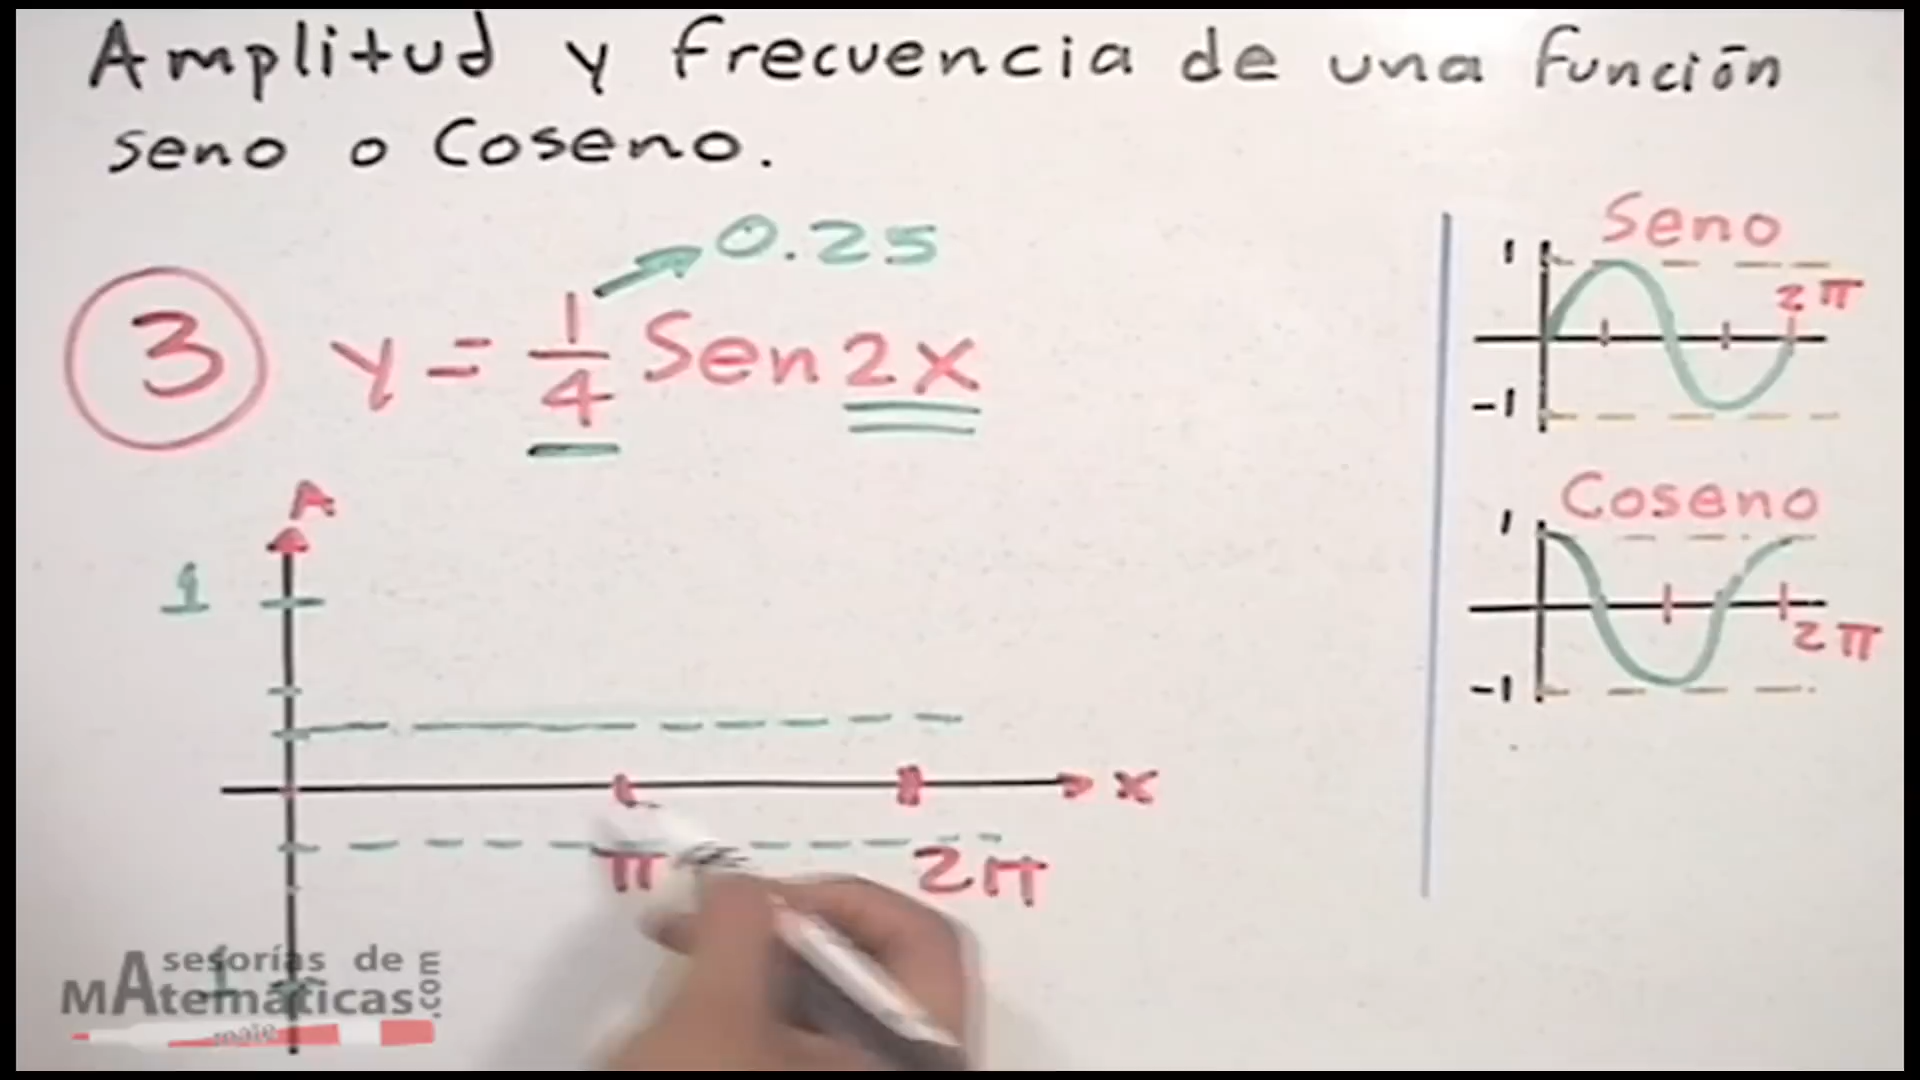 Amplitud y frecuencia de una función
seno o Coseno.
0.25
3 y = 1/4 Sen 2x
A
1
π
2π
x
-1
Seno
1
2π
-1
Coseno
1
2π
-1
Asesorías de
Matemáticas.com